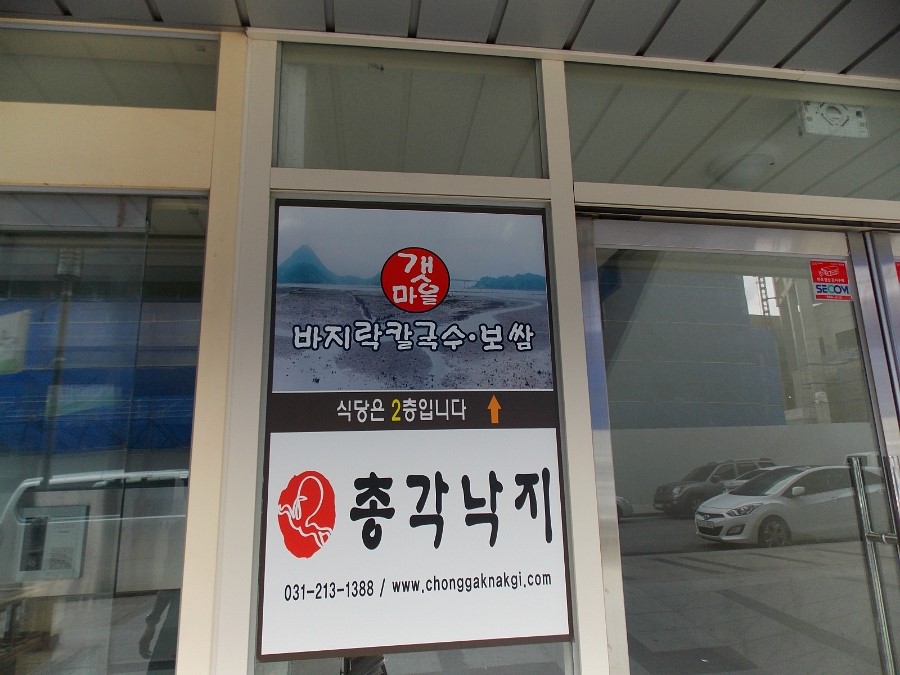 갯
마을
바지락칼국수·보쌈
식당은 2층입니다
총각낙지
031-213-1388 / www.chonggaknakgi.com
SECOM